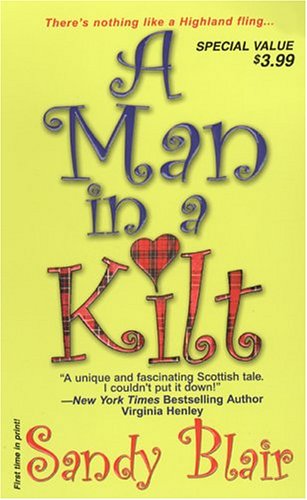 There's nothing like a Highland fling...
SPECIAL VALUE
$3.99
A
Man
in a
Kilt
"A unique and fascinating Scottish tale.
I couldn't put it down!"
—New York Times Bestselling Author
Virginia Henley
First time in print!
Sandy Blair